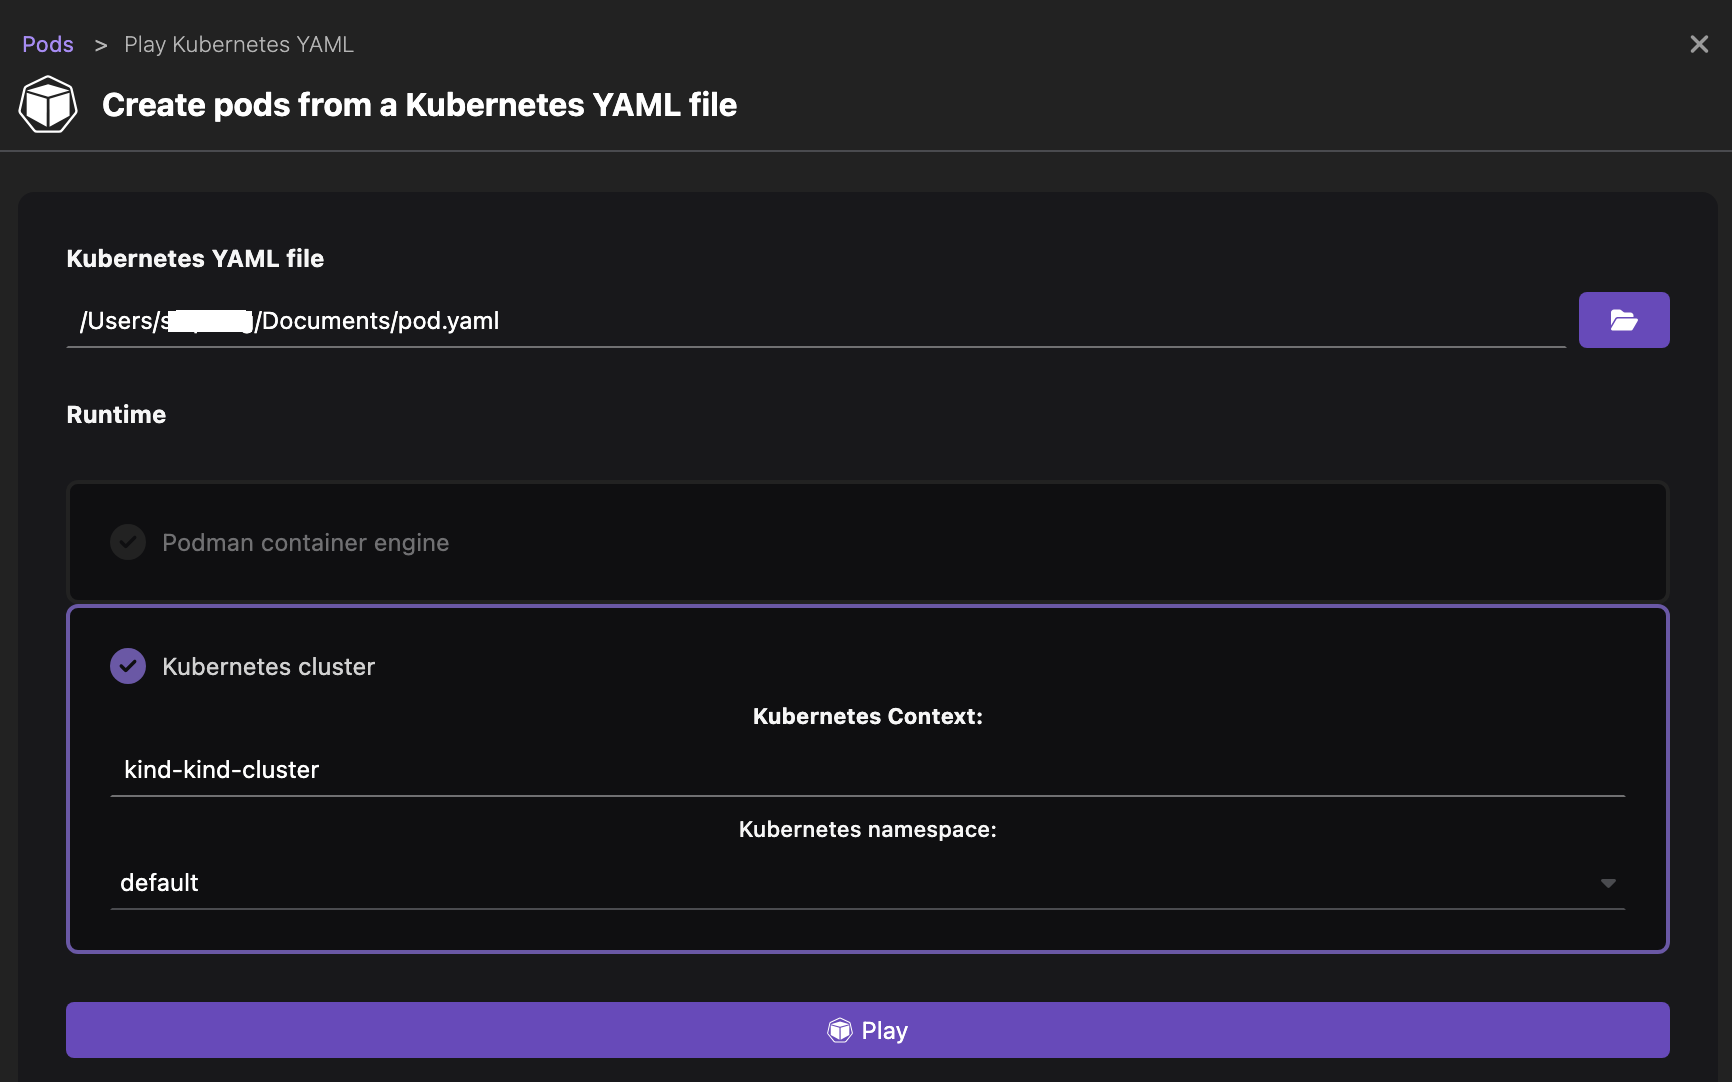 Pods > Play Kubernetes YAML
Create pods from a Kubernetes YAML file
Kubernetes YAML file
/Users/s /Documents/pod.yaml
Runtime
Podman container engine
Kubernetes cluster
Kubernetes Context:
kind-kind-cluster
Kubernetes namespace:
default
Play